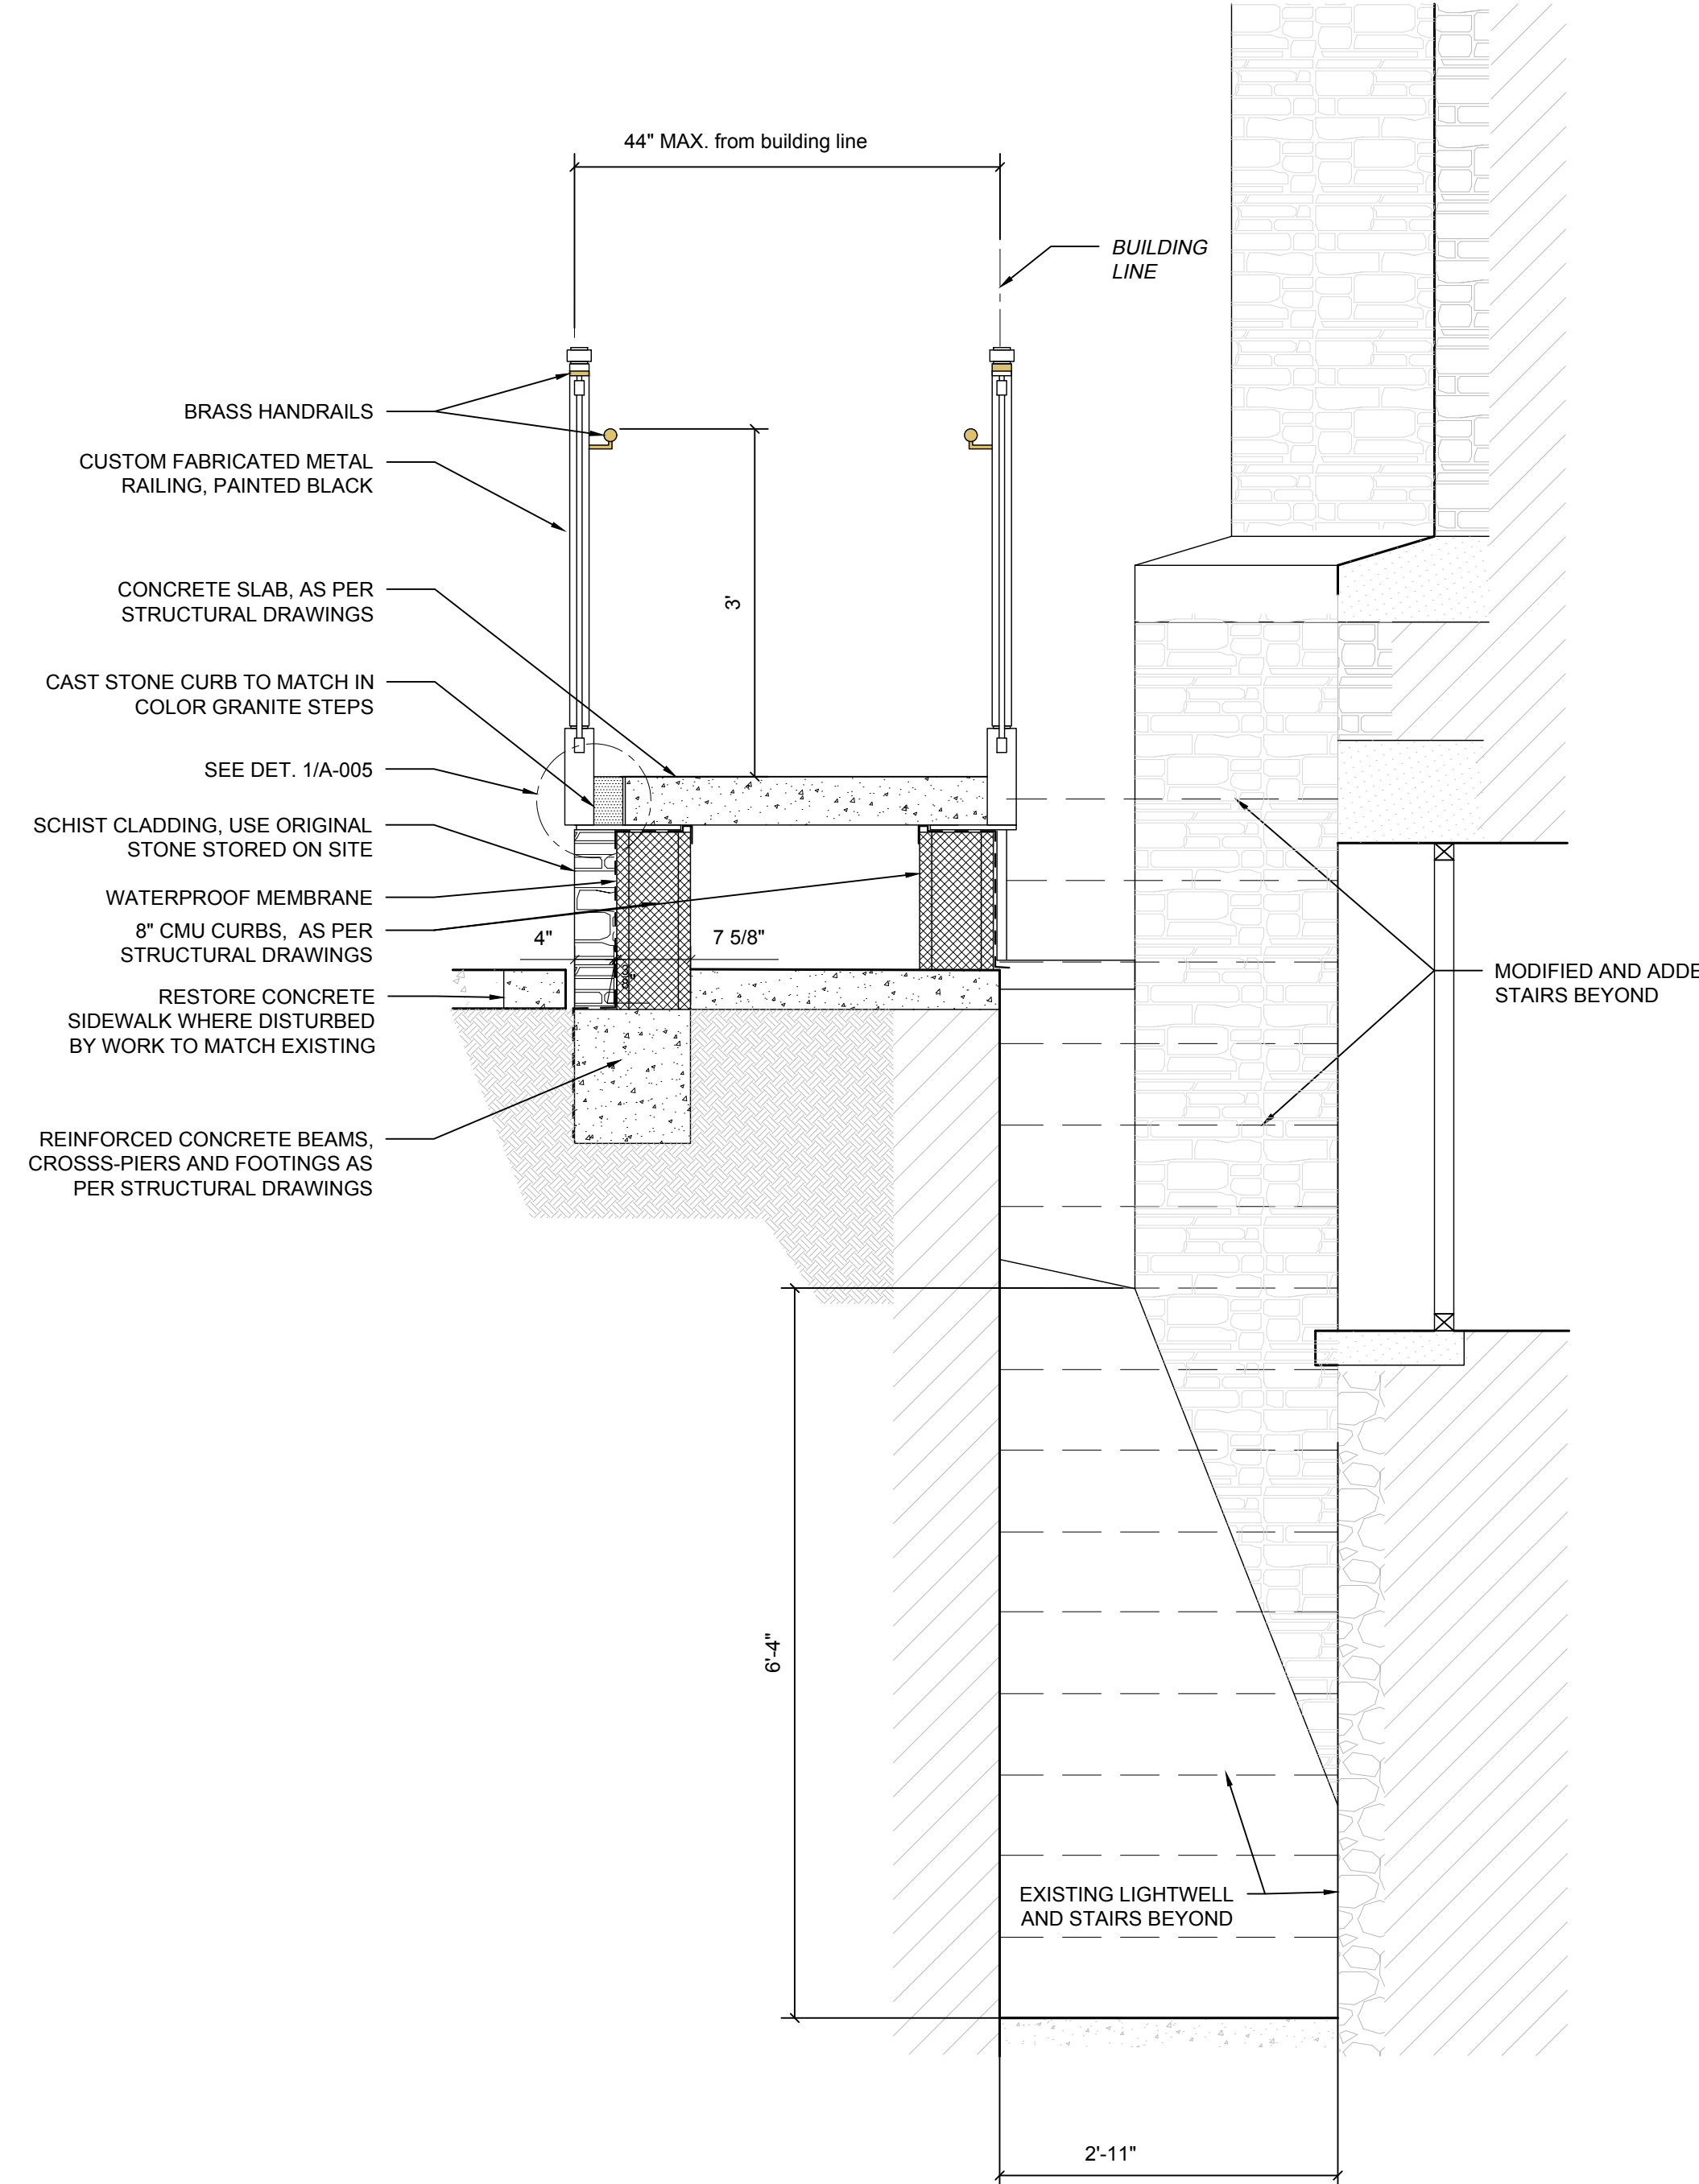 44" MAX. from building line
BUILDING
LINE
BRASS HANDRAILS
CUSTOM FABRICATED METAL
RAILING, PAINTED BLACK
3'
CONCRETE SLAB, AS PER
STRUCTURAL DRAWINGS
CAST STONE CURB TO MATCH IN
COLOR GRANITE STEPS
SEE DET. 1/A-005
SCHIST CLADDING, USE ORIGINAL
STONE STORED ON SITE
WATERPROOF MEMBRANE
8" CMU CURBS, AS PER
STRUCTURAL DRAWINGS
4"
7 5/8"
RESTORE CONCRETE
SIDEWALK WHERE DISTURBED
BY WORK TO MATCH EXISTING
MODIFIED AND ADDE
STAIRS BEYOND
REINFORCED CONCRETE BEAMS,
CROSSS-PIERS AND FOOTINGS AS
PER STRUCTURAL DRAWINGS
6'-4"
EXISTING LIGHTWELL
AND STAIRS BEYOND
2'-11"